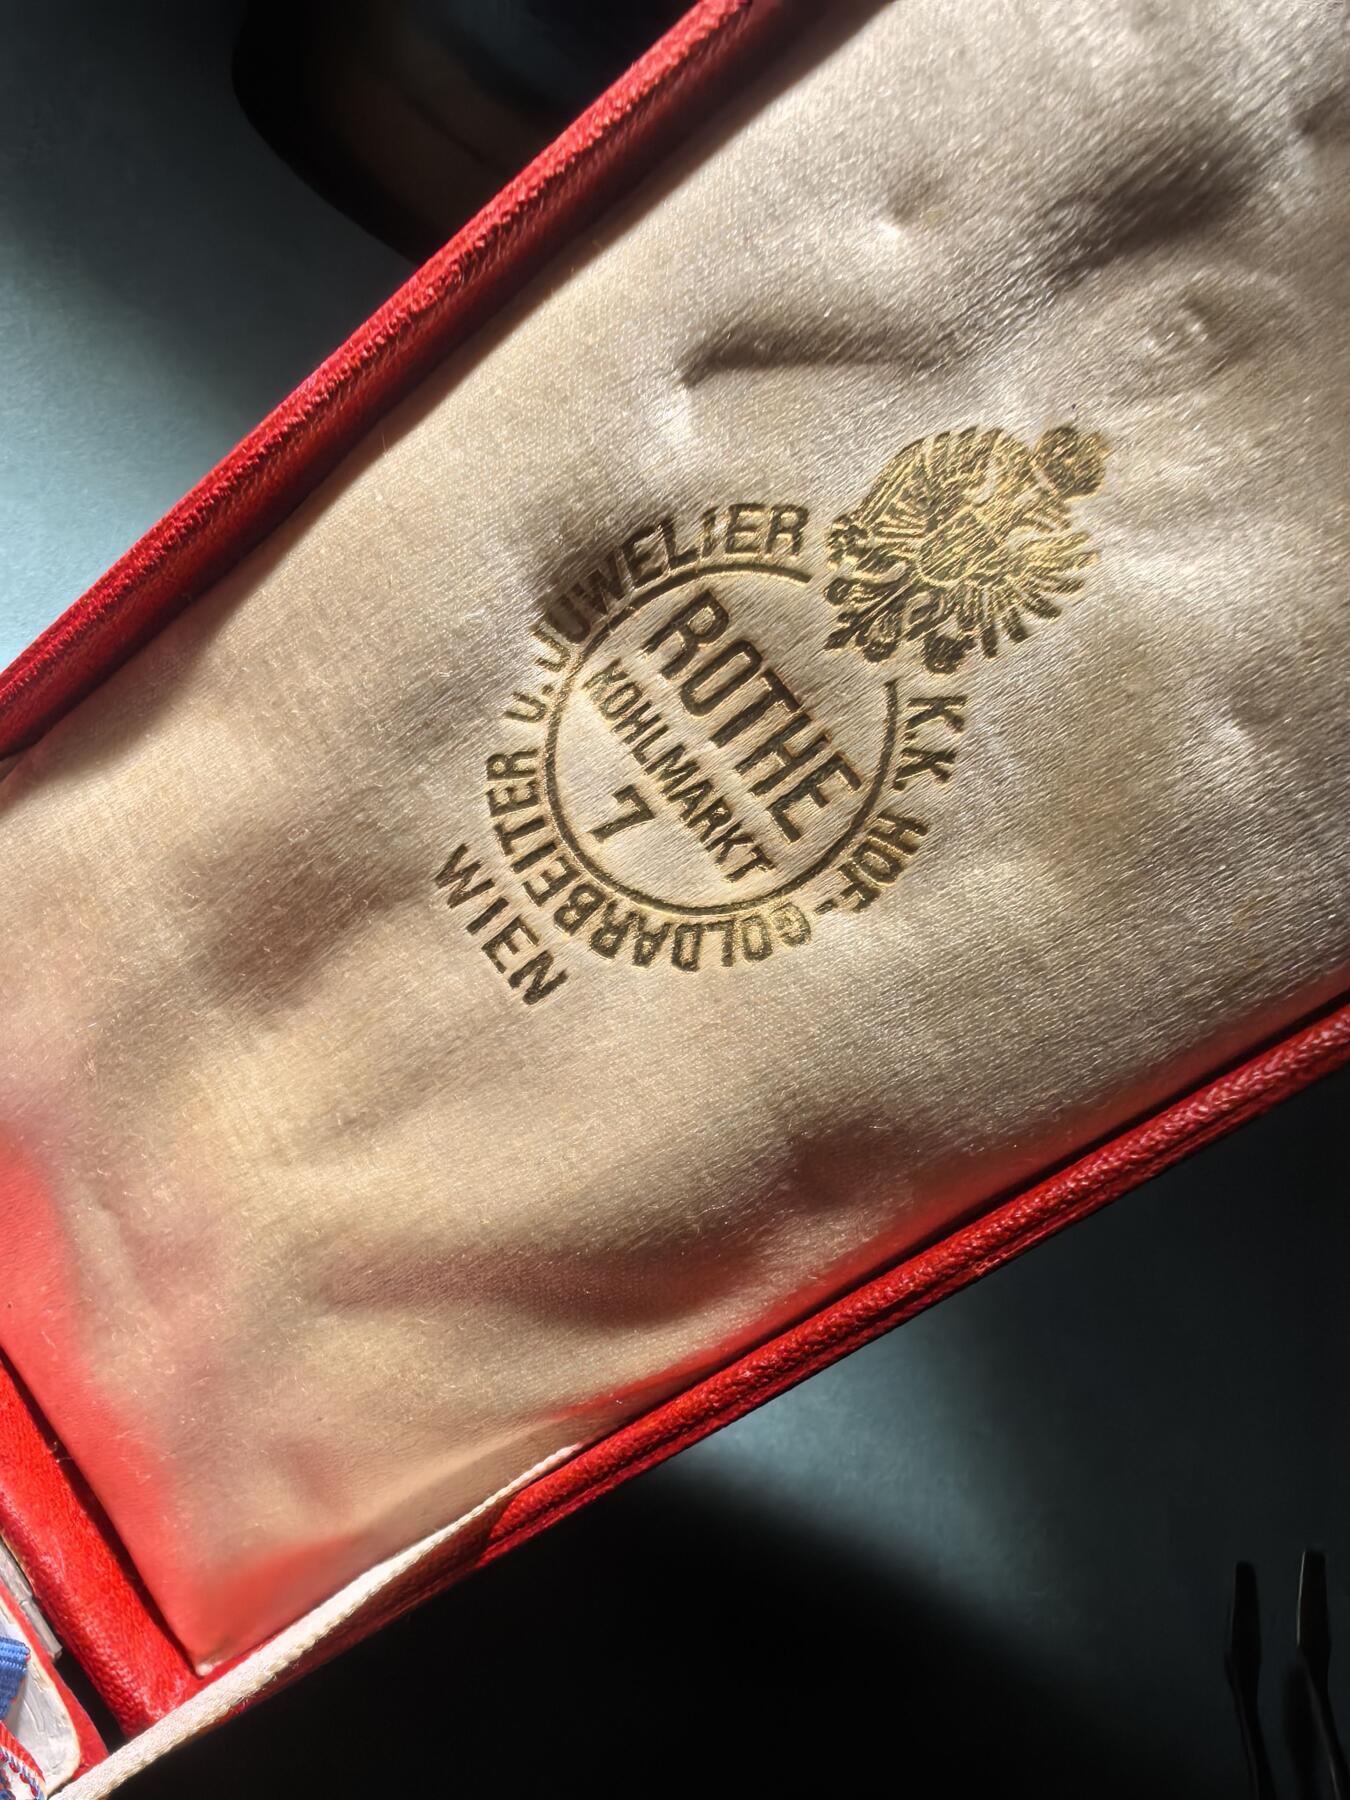 K.K. HOF-GOLDARBEITER U. JUWELIER
ROTHE
KOHLMARKT
7
WIEN